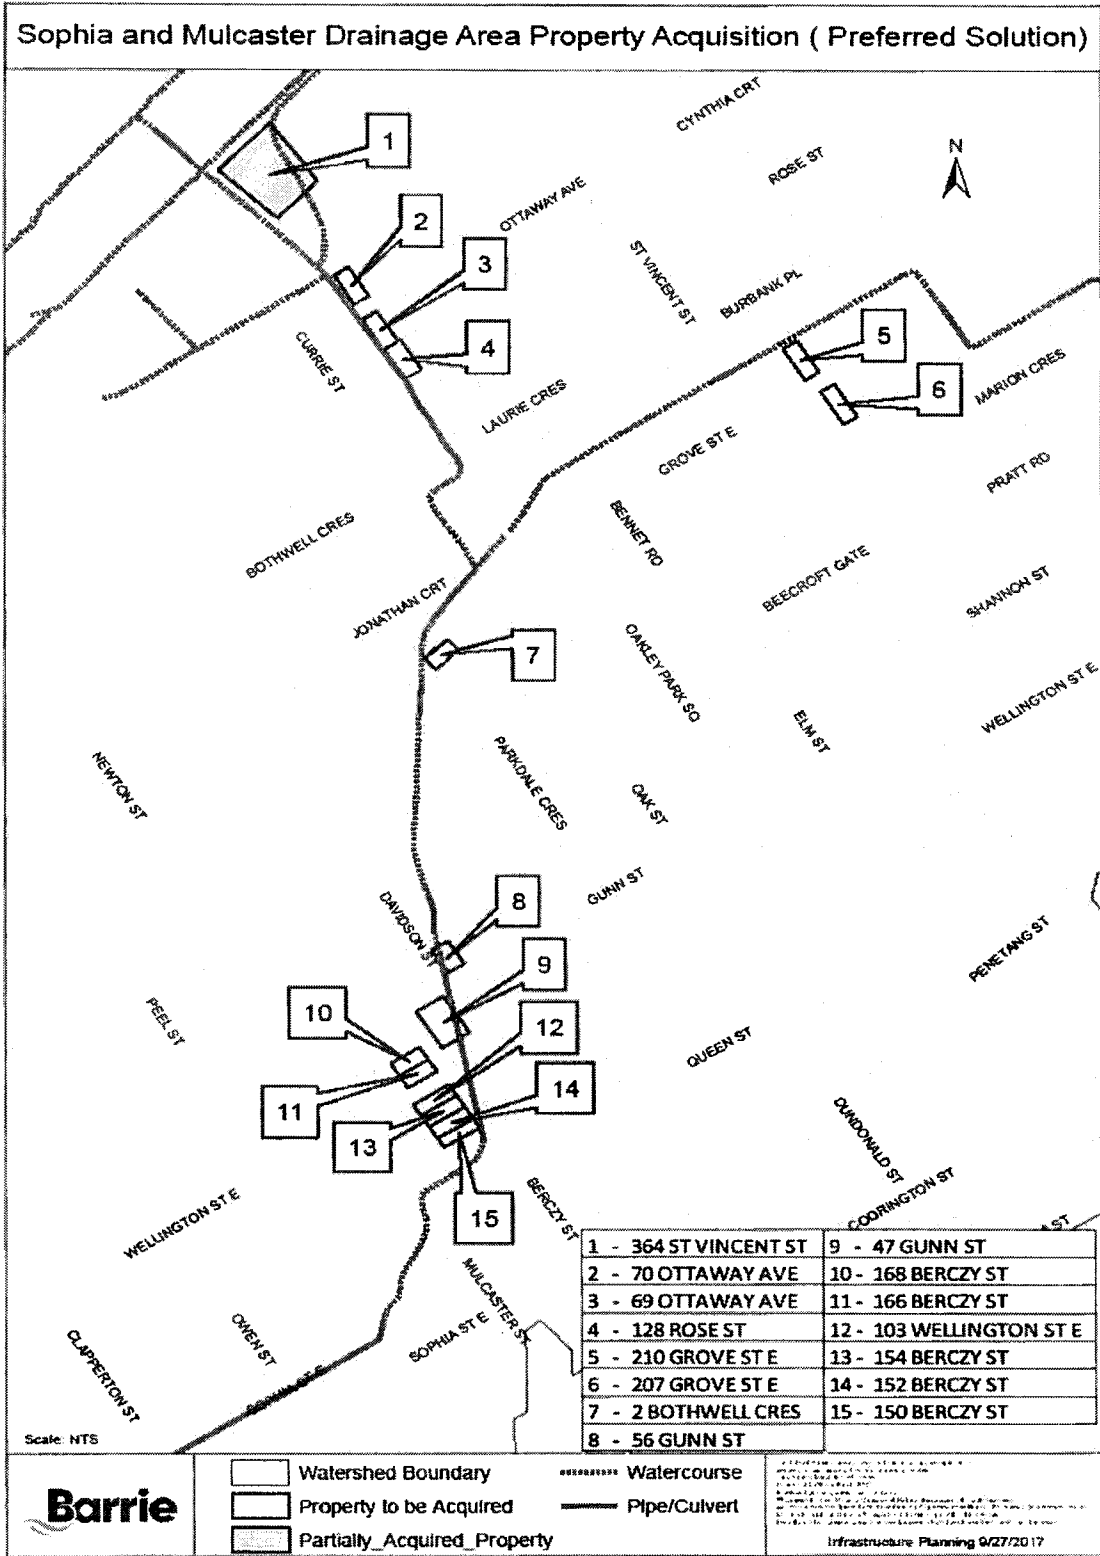 Sophia and Mulcaster Drainage Area Property Acquisition ( Preferred Solution)
CYNTHIA CRT
ROSE ST
N
1
OTTAWAY AVE
2
3
ST VINCENT ST
BURBANK PL
4
CURRIE ST
5
6
MARION CRES
LAURIE CRES
GROVE ST E
PRATT RD
BOTHWELL CRES
BENNET RD
BEECROFT GATE
SHANNON ST
JONATHAN CRT
7
OAKLEY PARK SQ
WELLINGTON ST E
ELM ST
NEWTON ST
PARKDALE CRES
OAK ST
GUNN ST
8
DAVIDSON ST
PENETANG ST
9
10
PEEL ST
12
QUEEN ST
11
14
13
DUNDONALD ST
CODRINGTON ST
15
BERCZY ST
WELLINGTON ST E
MULCASTER ST
OWEN ST
SOPHIA ST E
CLAPPERTON ST
ST
1 - 364 ST VINCENT ST
2 - 70 OTTAWAY AVE
3 - 69 OTTAWAY AVE
4 - 128 ROSE ST
5 - 210 GROVE ST E
6 - 207 GROVE ST E
7 - 2 BOTHWELL CRES
8 - 56 GUNN ST
9 - 47 GUNN ST
10 - 168 BERCZY ST
11 - 166 BERCZY ST
12 - 103 WELLINGTON ST E
13 - 154 BERCZY ST
14 - 152 BERCZY ST
15 - 150 BERCZY ST
Scale: NTS
Barrie
Watershed Boundary
Property to be Acquired
Partially_Acquired_Property
Watercourse
Pipe/Culvert
Infrastructure Planning 9/27/2017